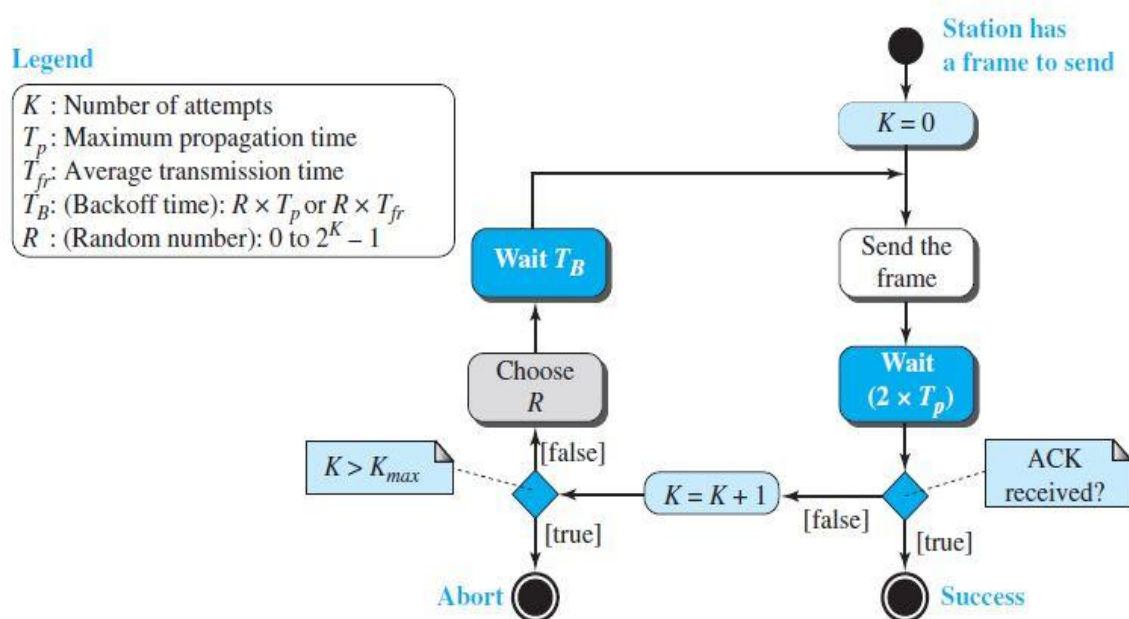 Legend
K : Number of attempts
Tp : Maximum propagation time
Tfr: Average transmission time
TB: (Backoff time): R × Tp or R × Tfr
R : (Random number): 0 to 2^K – 1
Station has
a frame to send
K = 0
Send the
frame
Wait
(2 × Tp)
ACK
received?
[false]
[true]
Success
K = K + 1
K > Kmax
[false]
[true]
Abort
Choose
R
Wait TB